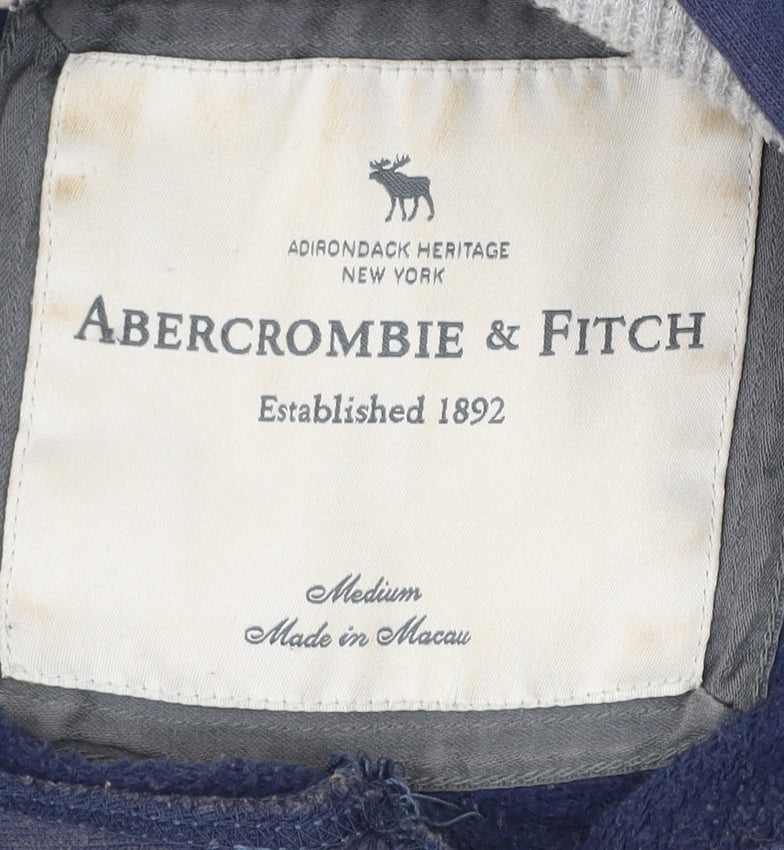 ADIRONDACK HERITAGE
NEW YORK
ABERCROMBIE & FITCH
Established 1892
Medium
Made in Macau